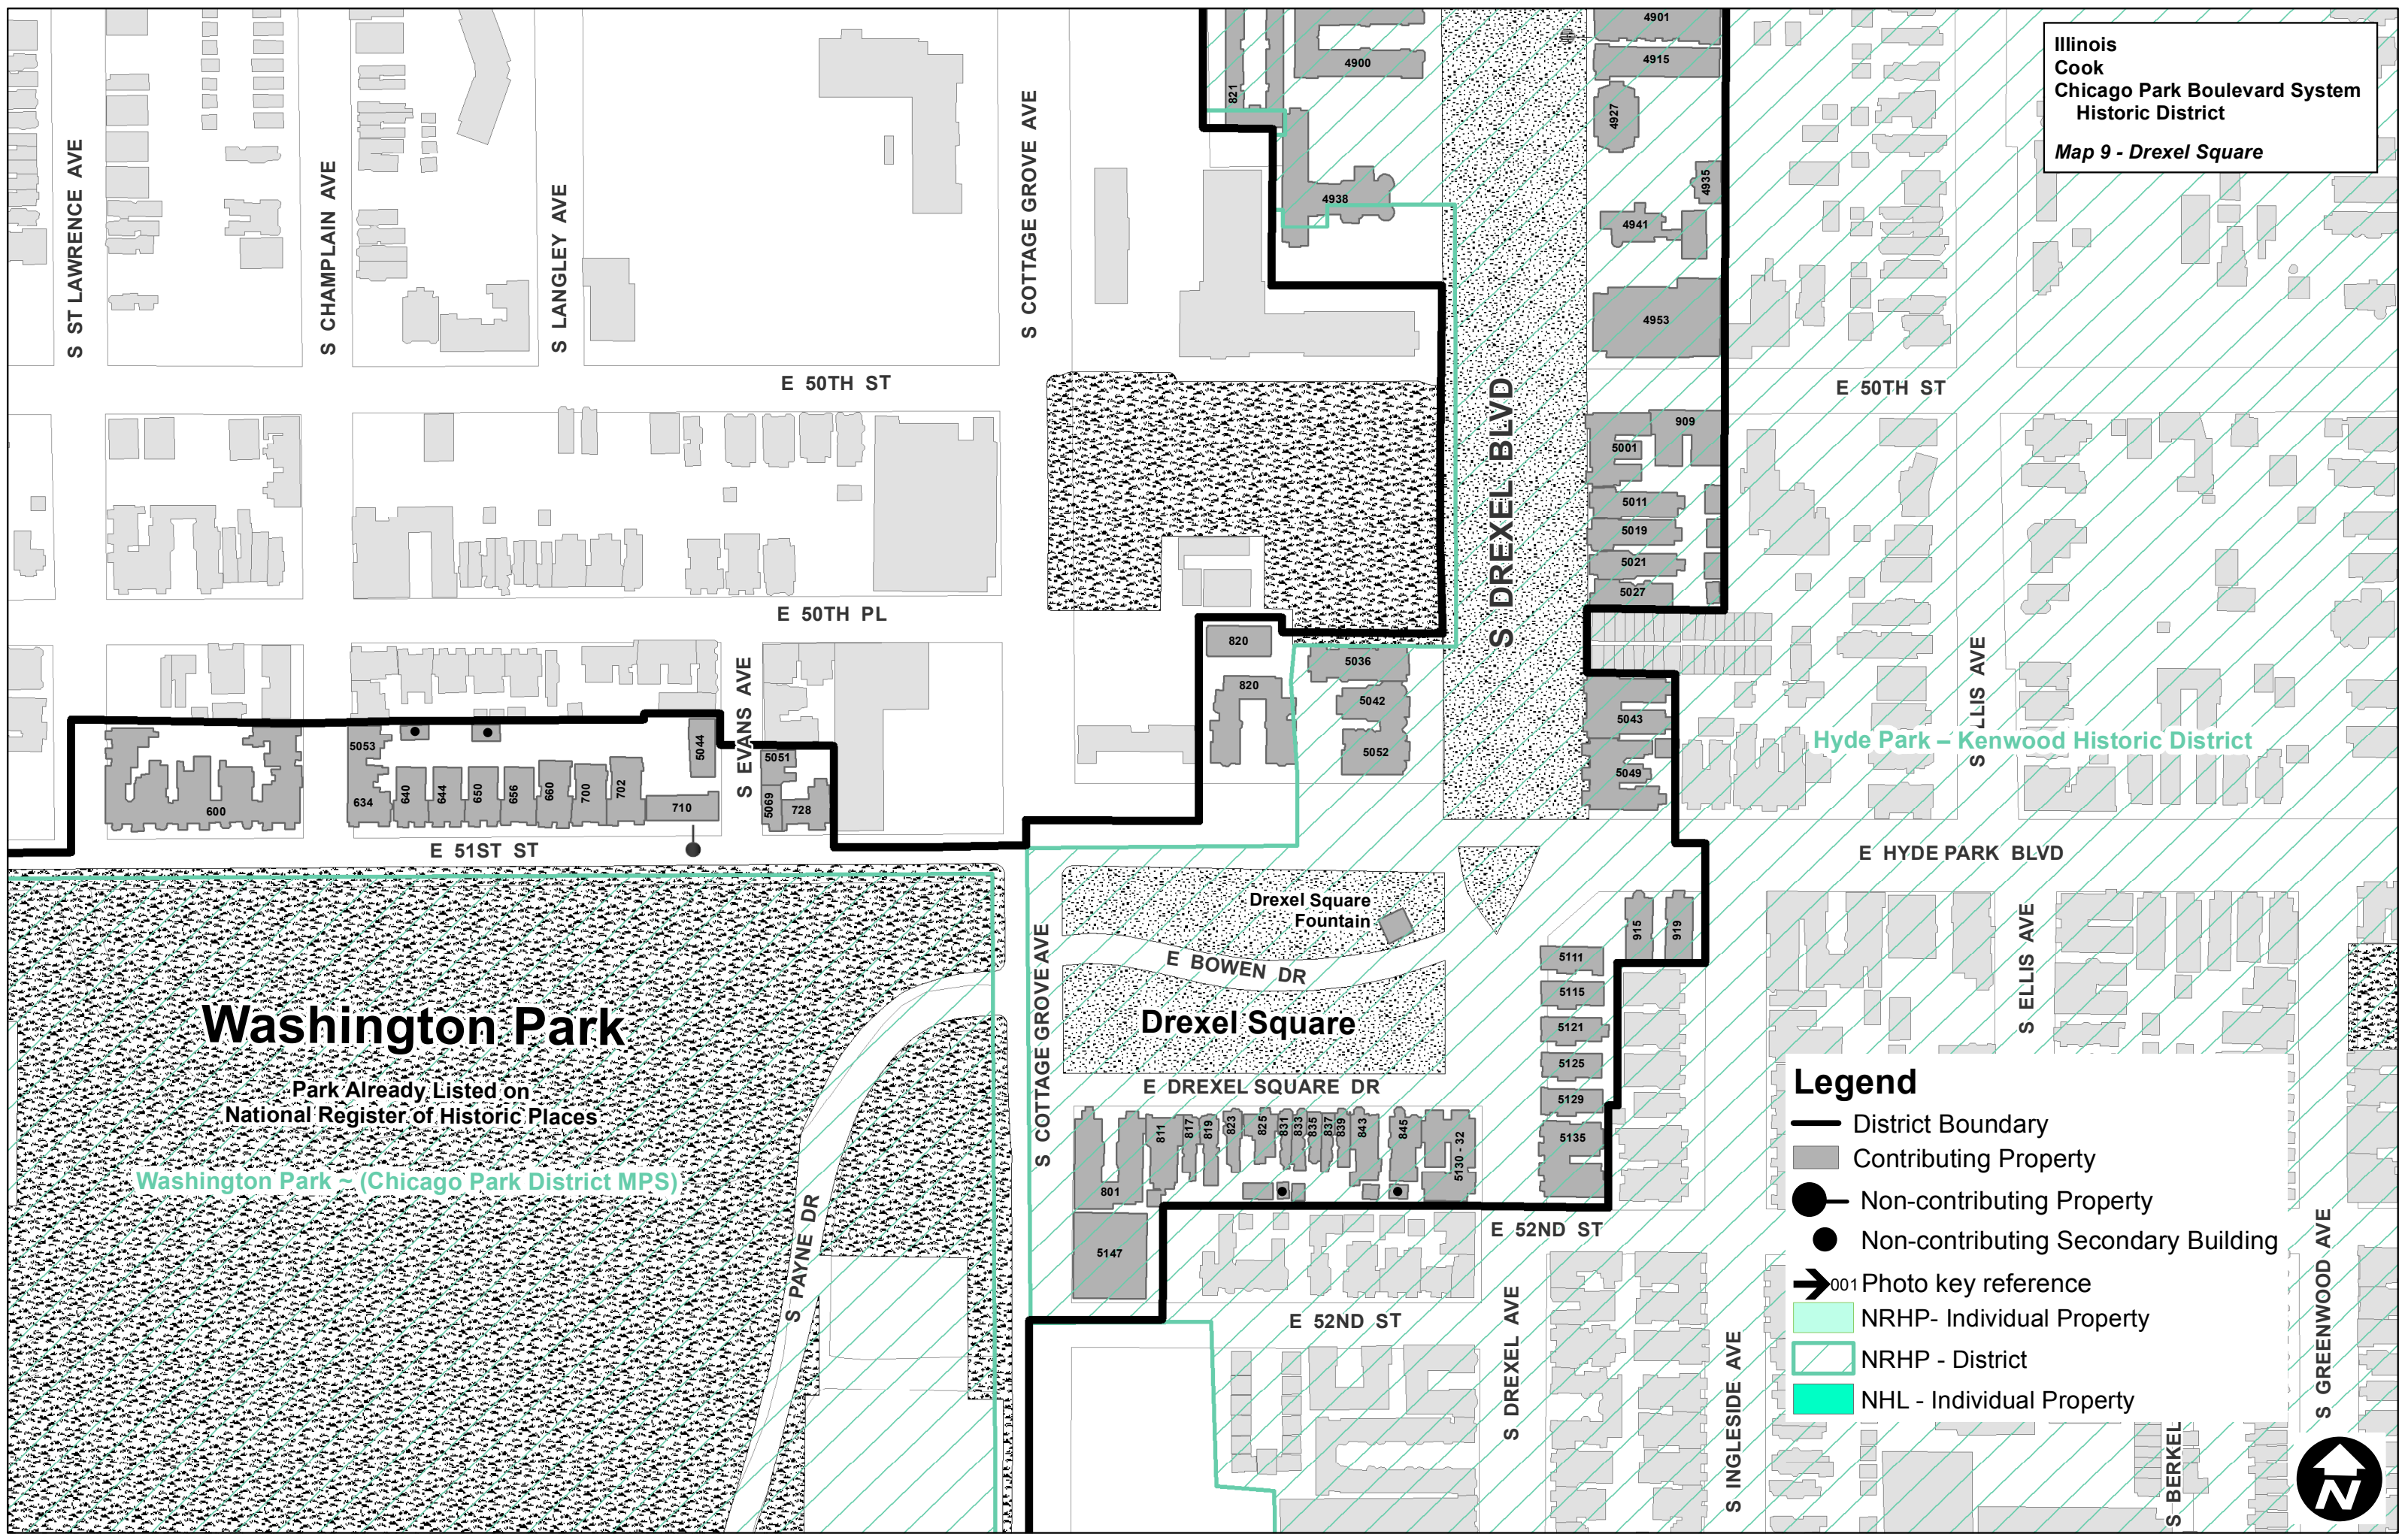 Illinois
Cook
Chicago Park Boulevard System
Historic District
Map 9 - Drexel Square
4901
4900
4915
821
4927
4935
4938
4941
4953
S ST LAWRENCE AVE
S CHAMPLAIN AVE
S LANGLEY AVE
S COTTAGE GROVE AVE
S DREXEL BLVD
E 50TH ST
E 50TH ST
909
5001
5011
5019
5021
5027
E 50TH PL
820
820
5036
5042
5052
5043
5049
S EVANS AVE
S ELLIS AVE
Hyde Park – Kenwood Historic District
5053
5044
5051
5069
600
634
640
644
650
656
660
700
702
710
728
E 51ST ST
E HYDE PARK BLVD
Drexel Square
Fountain
915
919
S COTTAGE GROVE AVE
E BOWEN DR
S ELLIS AVE
5111
5115
5121
5125
5129
5135
Washington Park
Drexel Square
Park Already Listed on
National Register of Historic Places
E DREXEL SQUARE DR
Washington Park ~ (Chicago Park District MPS)
801
811
817
819
823
825
831
833
835
837
839
843
845
5130 - 32
5147
S PAYNE DR
E 52ND ST
E 52ND ST
S DREXEL AVE
S INGLESIDE AVE
S GREENWOOD AVE
S BERKEL
Legend
District Boundary
Contributing Property
Non-contributing Property
Non-contributing Secondary Building
001 Photo key reference
NRHP- Individual Property
NRHP - District
NHL - Individual Property
N